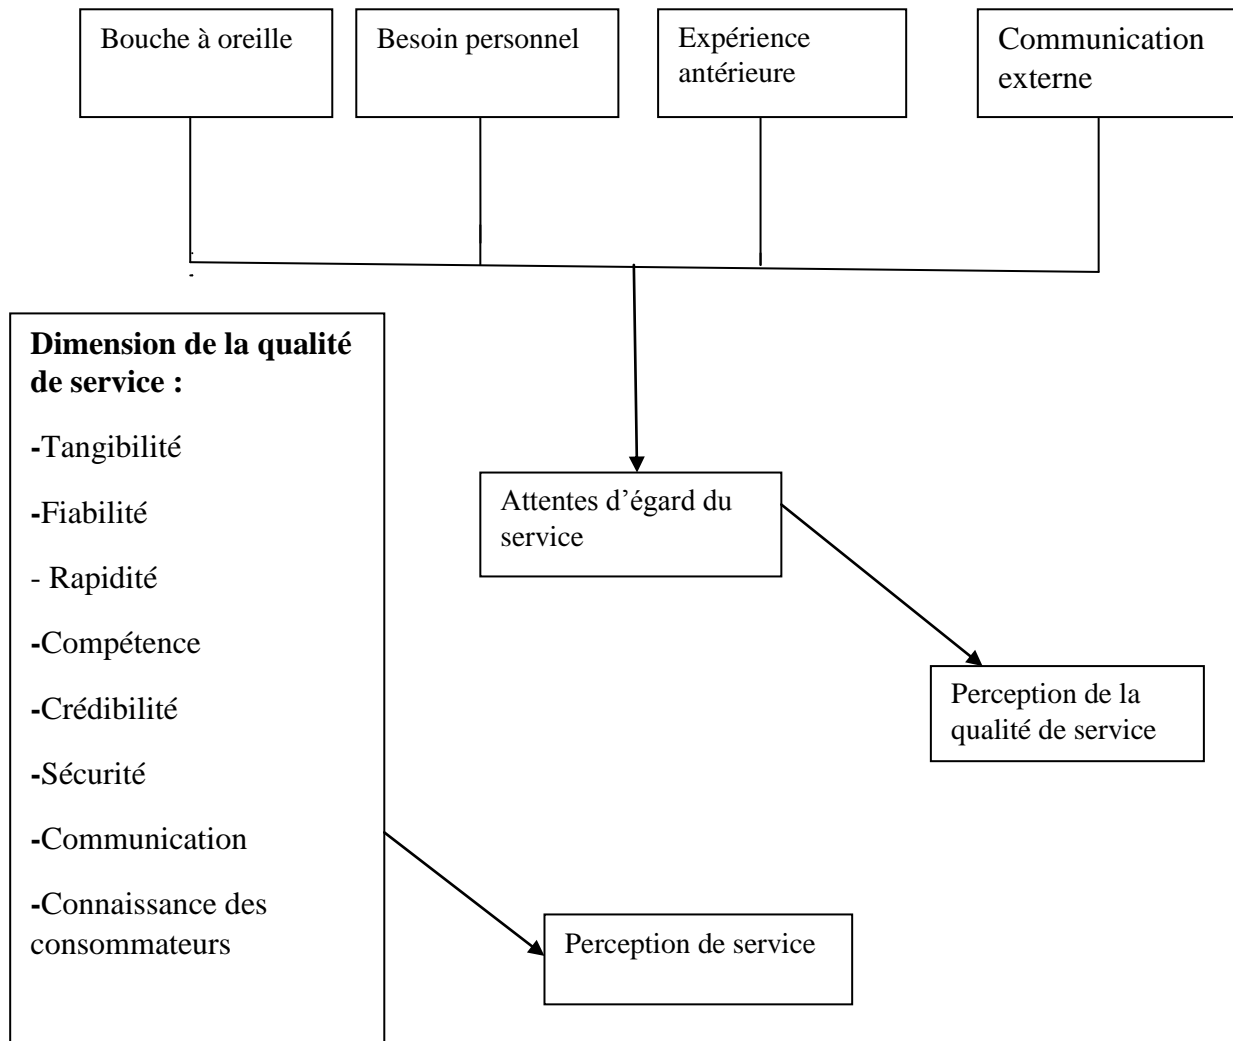 Bouche à oreille
Besoin personnel
Expérience
antérieure
Communication
externe
Dimension de la qualité
de service :
-Tangibilité
-Fiabilité
- Rapidité
-Compétence
-Crédibilité
-Sécurité
-Communication
-Connaissance des
consommateurs
Attentes d’égard du
service
Perception de la
qualité de service
Perception de service